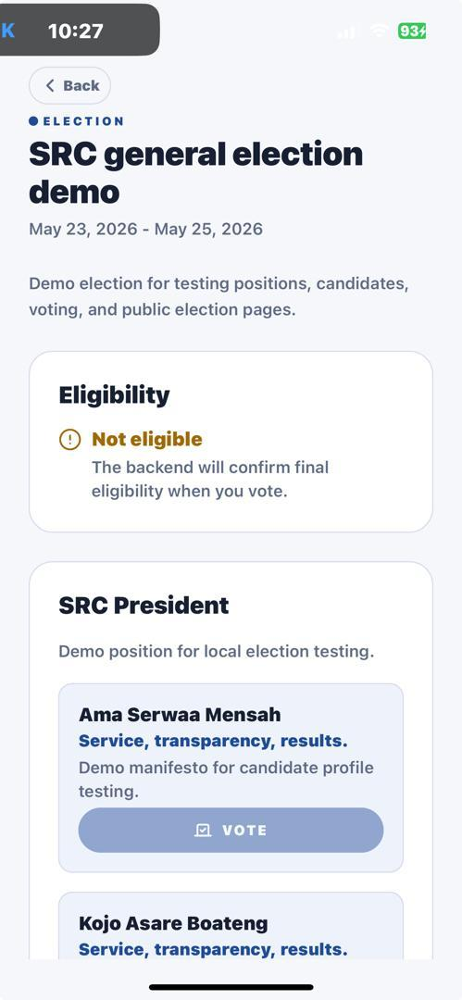 K 10:27 93
Back
ELECTION
SRC general election
demo
May 23, 2026 - May 25, 2026
Demo election for testing positions, candidates,
voting, and public election pages.
Eligibility
Not eligible
The backend will confirm final
eligibility when you vote.
SRC President
Demo position for local election testing.
Ama Serwaa Mensah
Service, transparency, results.
Demo manifesto for candidate profile
testing.
VOTE
Kojo Asare Boateng
Service, transparency, results.